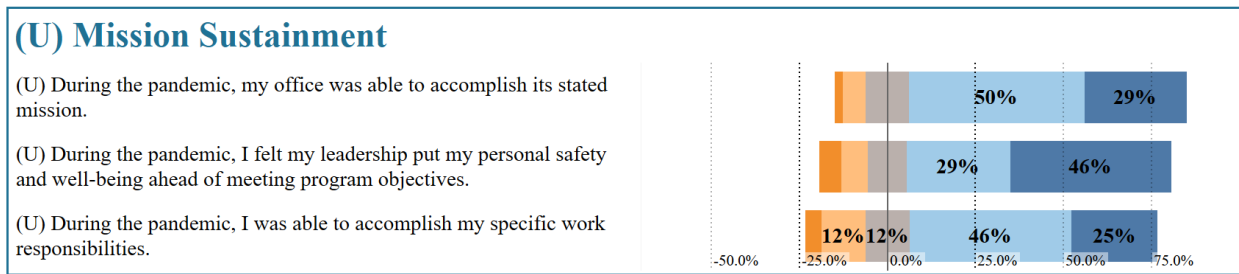 (U) Mission Sustainment
(U) During the pandemic, my office was able to accomplish its stated
mission.
50% 29%
(U) During the pandemic, I felt my leadership put my personal safety
and well-being ahead of meeting program objectives.
29% 46%
(U) During the pandemic, I was able to accomplish my specific work
responsibilities.
12% 12% 46% 25%
-50.0% -25.0% 0.0% 25.0% 50.0% 75.0%